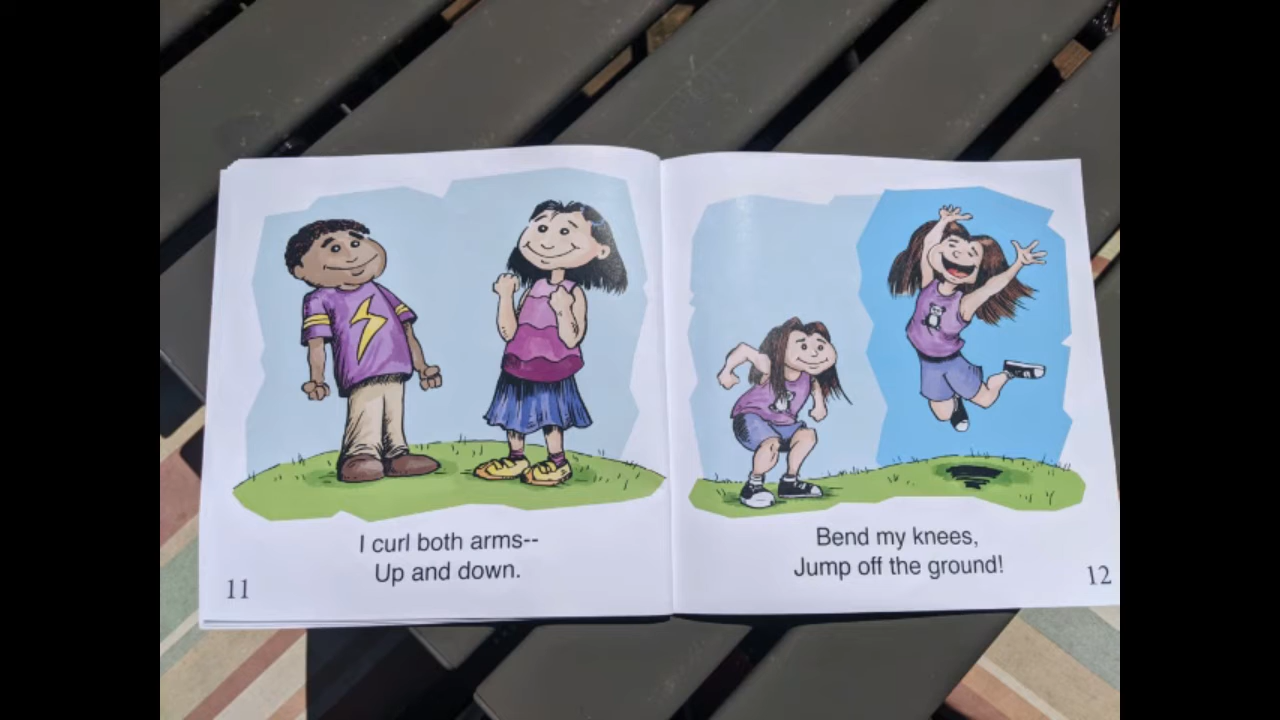 I curl both arms--
Up and down.
11
Bend my knees,
Jump off the ground!
12